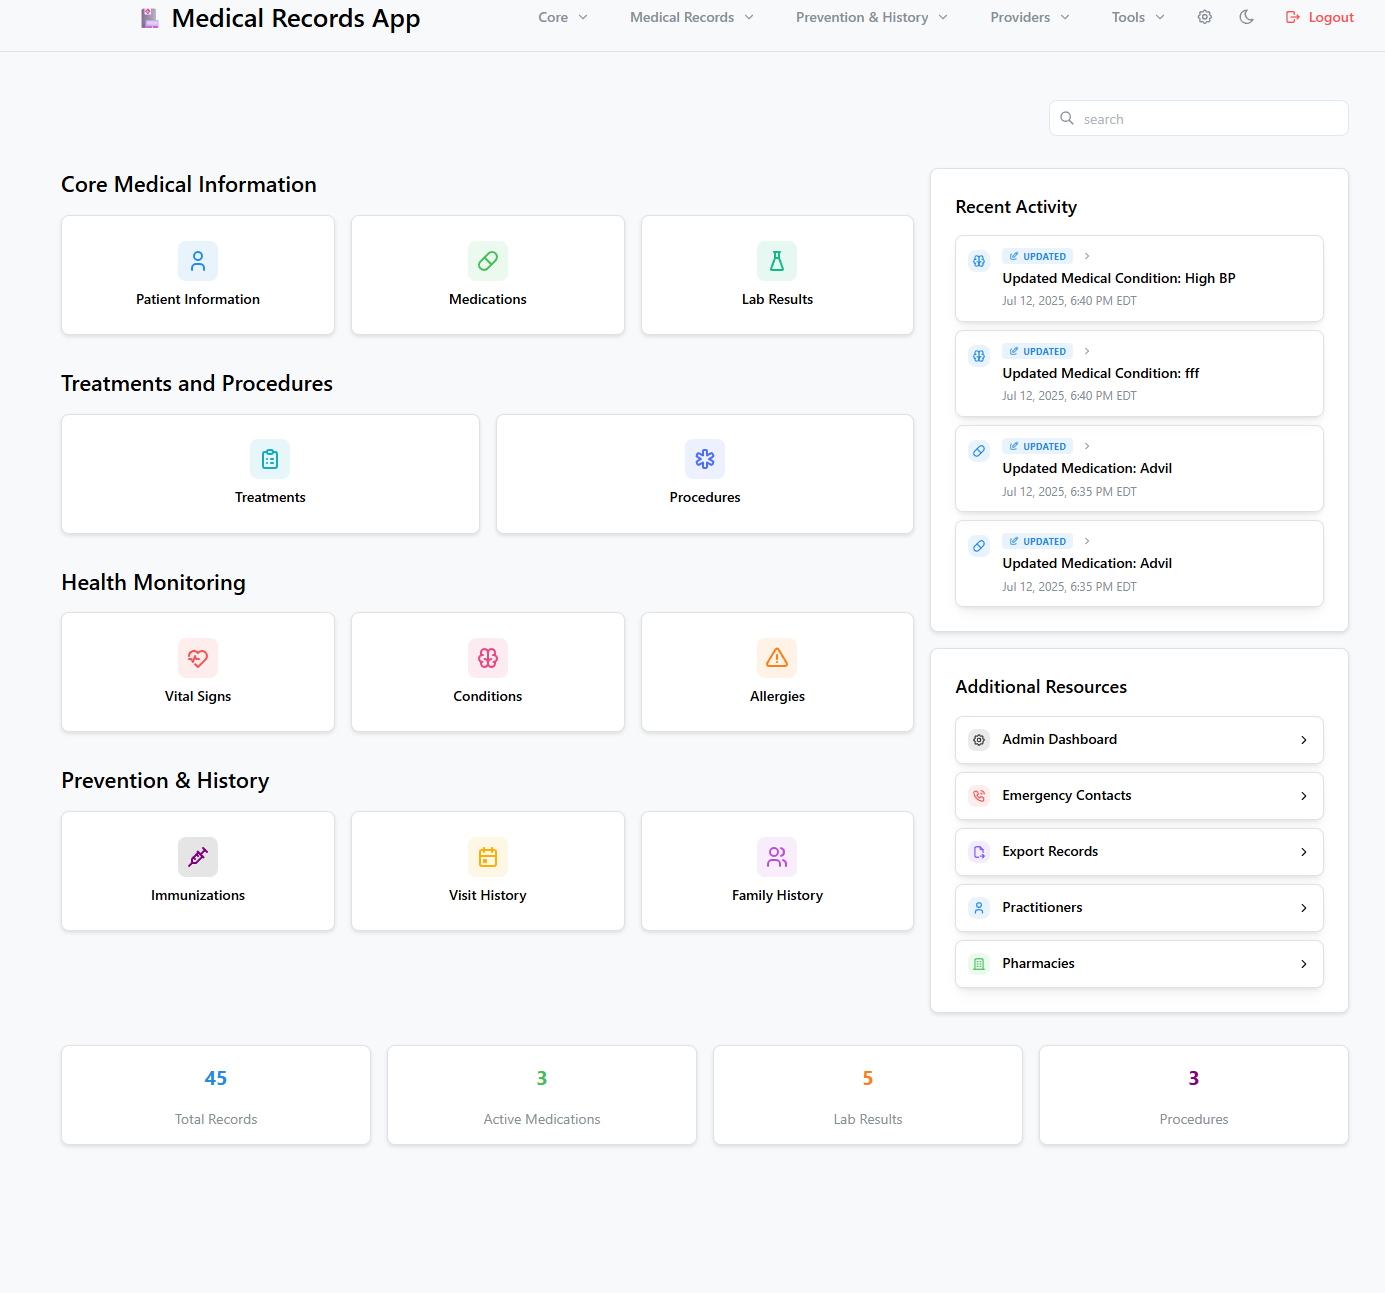 Medical Records App
Core
Medical Records
Prevention & History
Providers
Tools
Logout
search
Core Medical Information
Patient Information
Medications
Lab Results
Treatments and Procedures
Treatments
Procedures
Health Monitoring
Vital Signs
Conditions
Allergies
Prevention & History
Immunizations
Visit History
Family History
Recent Activity
UPDATED
Updated Medical Condition: High BP
Jul 12, 2025, 6:40 PM EDT
UPDATED
Updated Medical Condition: fff
Jul 12, 2025, 6:40 PM EDT
UPDATED
Updated Medication: Advil
Jul 12, 2025, 6:35 PM EDT
UPDATED
Updated Medication: Advil
Jul 12, 2025, 6:35 PM EDT
Additional Resources
Admin Dashboard
Emergency Contacts
Export Records
Practitioners
Pharmacies
45
Total Records
3
Active Medications
5
Lab Results
3
Procedures